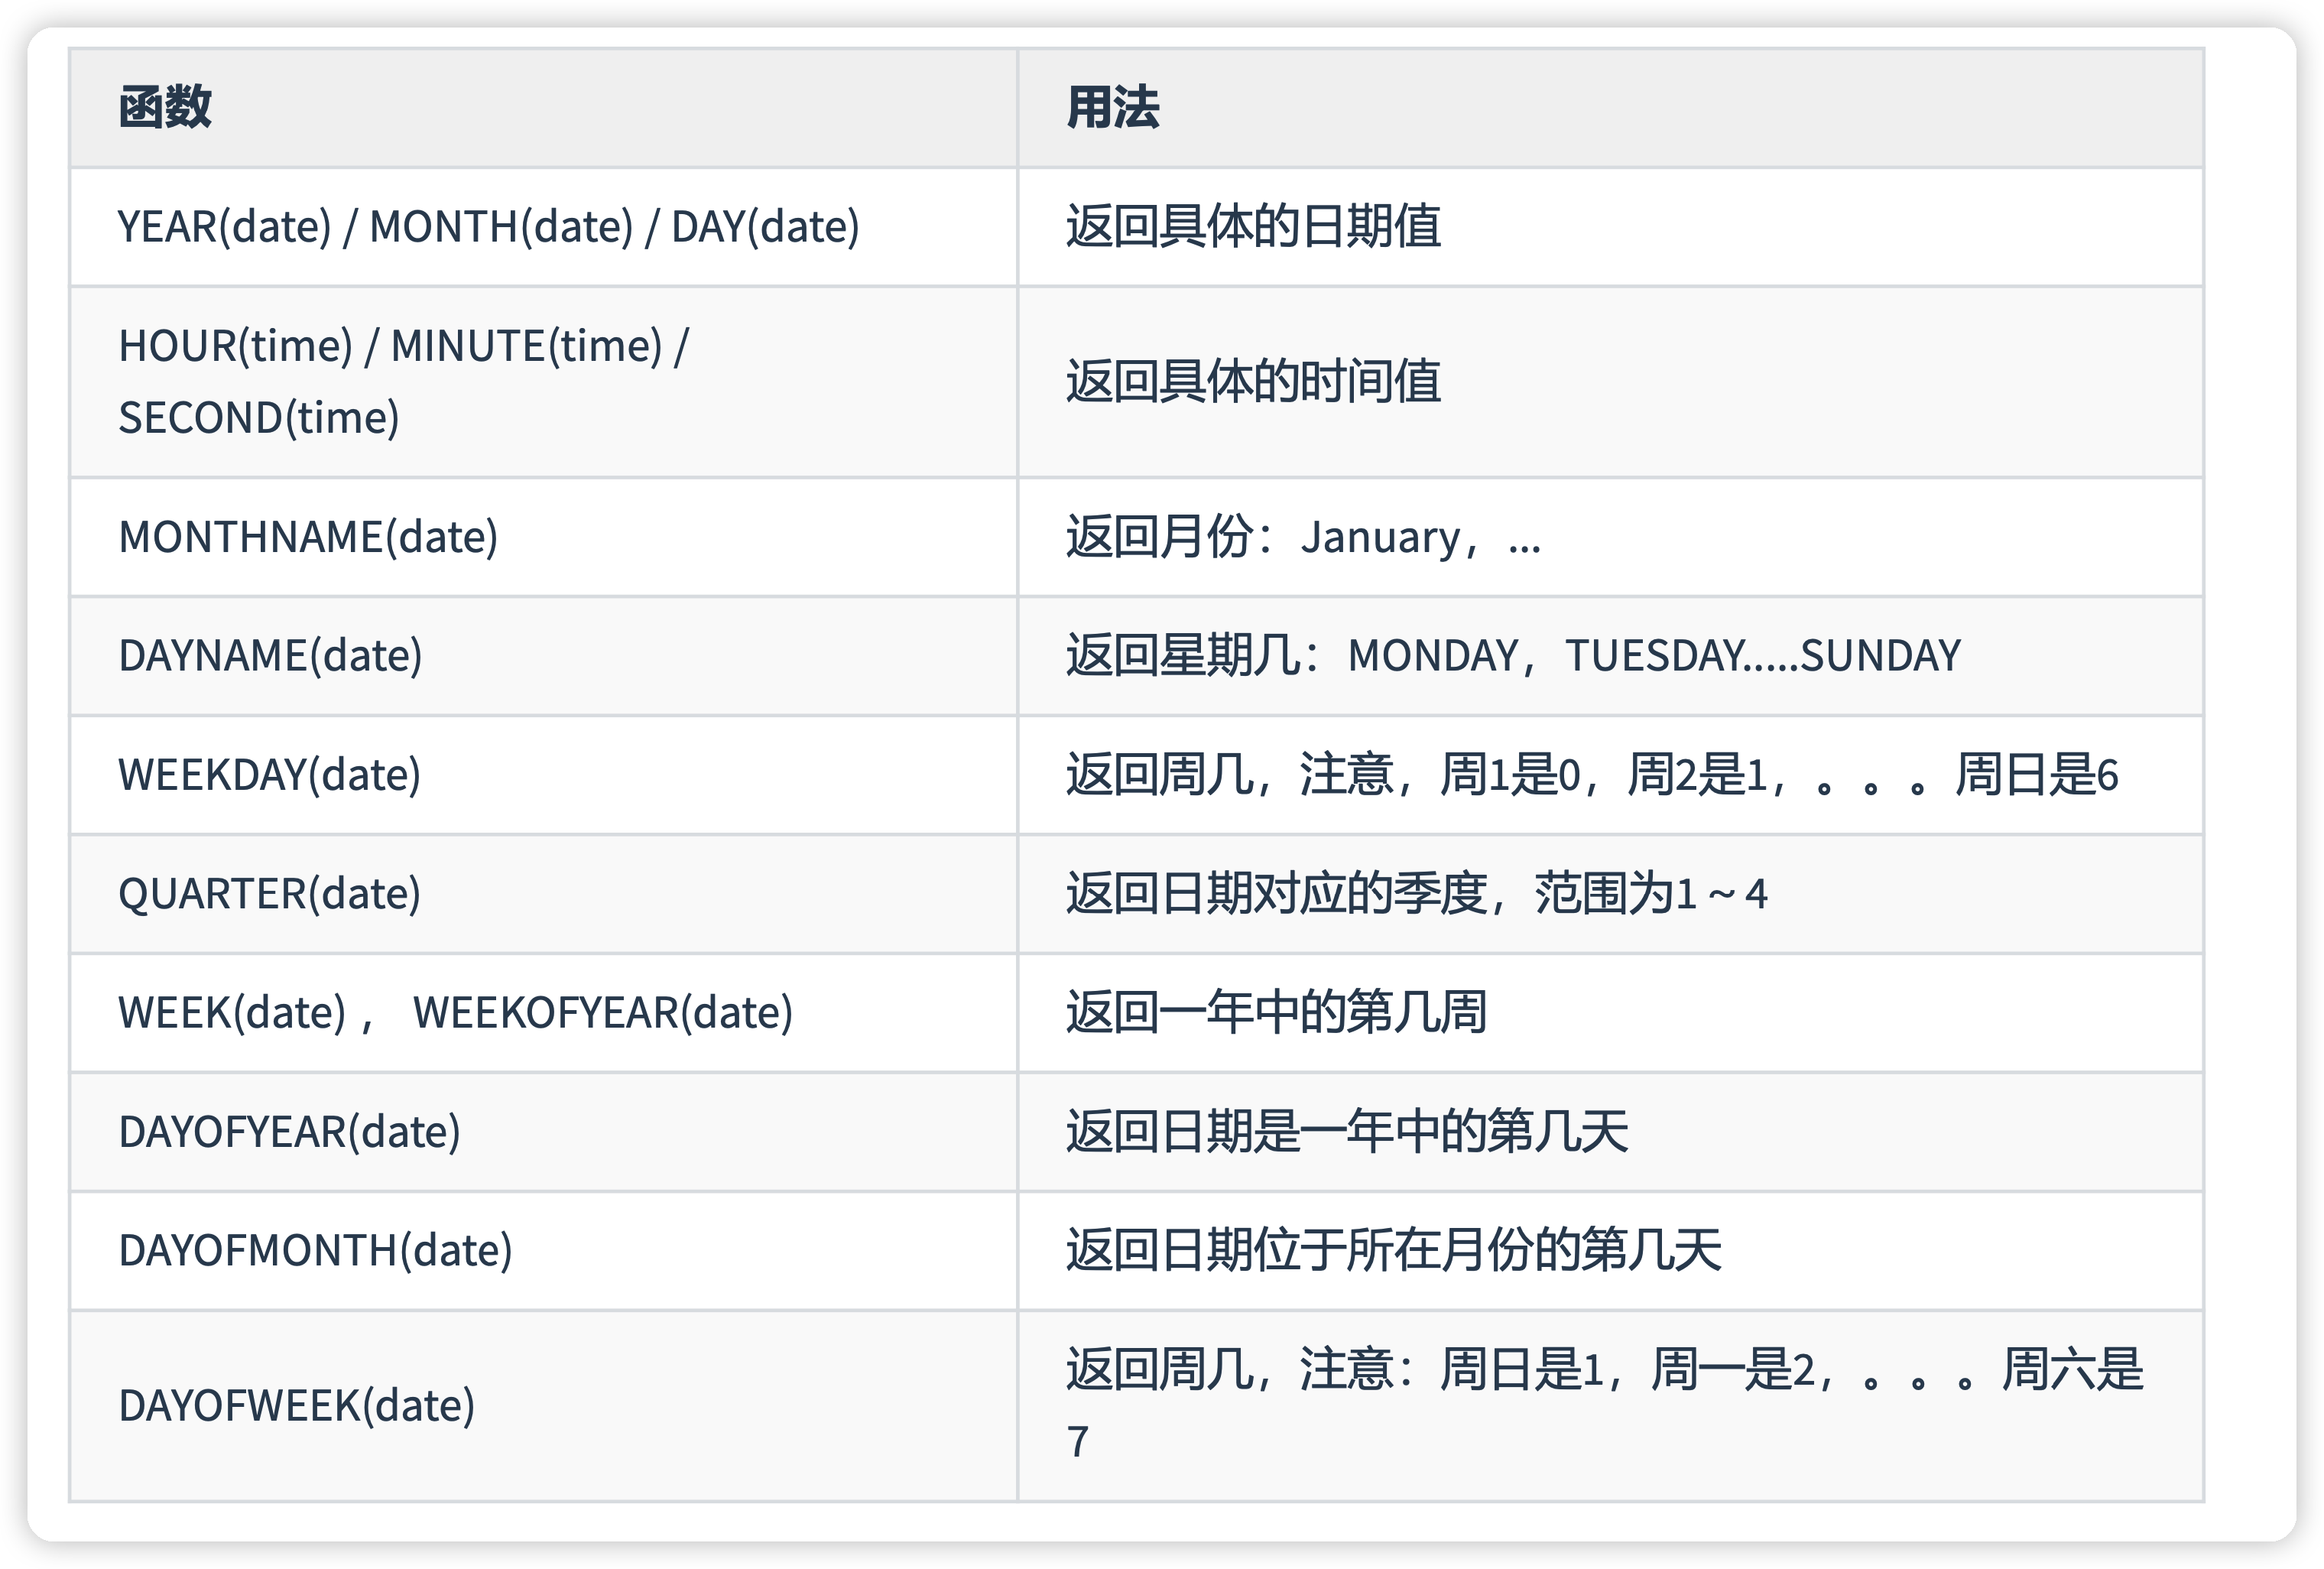 函数
用法
YEAR(date) / MONTH(date) / DAY(date)
返回具体的日期值
HOUR(time) / MINUTE(time) /
SECOND(time)
返回具体的时间值
MONTHNAME(date)
返回月份：January，...
DAYNAME(date)
返回星期几：MONDAY，TUESDAY.....SUNDAY
WEEKDAY(date)
返回周几，注意，周1是0，周2是1，。。。周日是6
QUARTER(date)
返回日期对应的季度，范围为1～4
WEEK(date) ， WEEKOFYEAR(date)
返回一年中的第几周
DAYOFYEAR(date)
返回日期是一年中的第几天
DAYOFMONTH(date)
返回日期位于所在月份的第几天
DAYOFWEEK(date)
返回周几，注意：周日是1，周一是2，。。。周六是
7